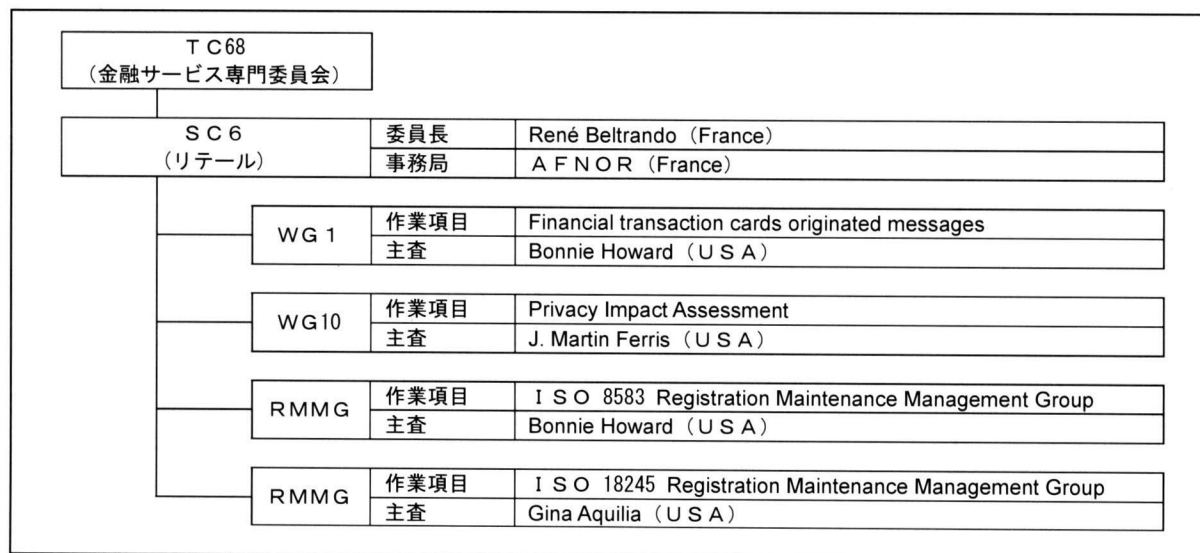 ＴＣ68
（金融サービス専門委員会）
ＳＣ６
（リテール）
委員長 René Beltrando（France）
事務局 ＡＦＮＯＲ（France）
ＷＧ１
作業項目 Financial transaction cards originated messages
主査 Bonnie Howard（ＵＳＡ）
ＷＧ10
作業項目 Privacy Impact Assessment
主査 J. Martin Ferris（ＵＳＡ）
ＲＭＭＧ
作業項目 ＩＳＯ 8583 Registration Maintenance Management Group
主査 Bonnie Howard（ＵＳＡ）
ＲＭＭＧ
作業項目 ＩＳＯ 18245 Registration Maintenance Management Group
主査 Gina Aquilia（ＵＳＡ）